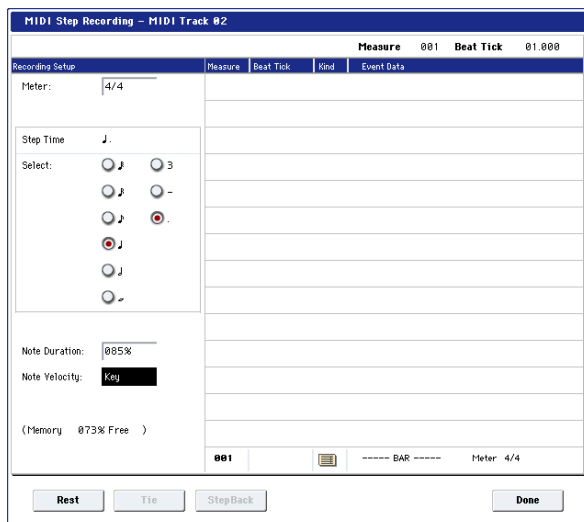 MIDI Step Recording - MIDI Track 02
Measure 001 Beat Tick 01.000
Recording Setup Measure Beat Tick Kind Event Data
Meter: 4/4
Step Time ♩.
Select: 3
-
.
Note Duration: 085%
Note Velocity: Key
(Memory 073% Free )
001 ----- BAR ----- Meter 4/4
Rest Tie StepBack Done